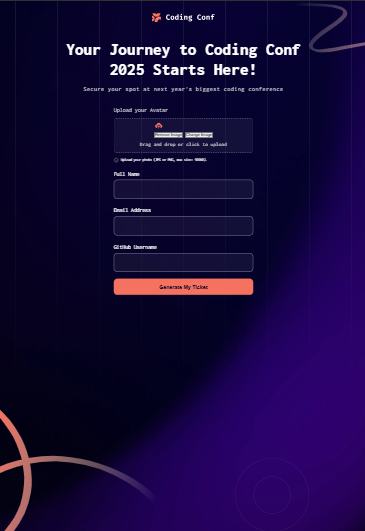 Coding Conf
Your Journey to Coding Conf
2025 Starts Here!
Secure your spot at next year's biggest coding conference
Upload your Avatar
Remove Image Change Image
Drag and drop or click to upload
Upload your photo (JPG or PNG, max size: 500KB).
Full Name
Email Address
GitHub Username
Generate My Ticket